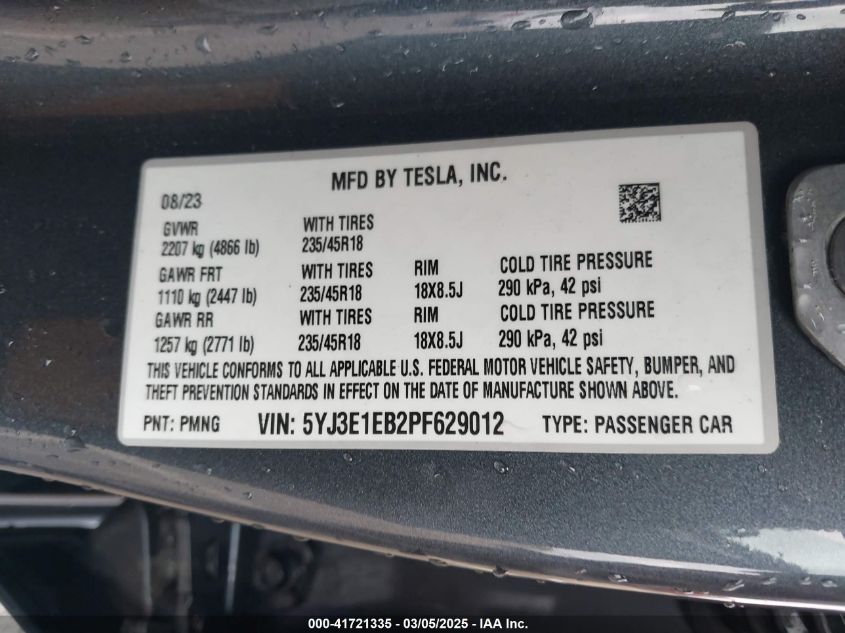 MFD BY TESLA, INC.
08/23
GVWR WITH TIRES
2207 kg (4866 lb) 235/45R18
GAWR FRT WITH TIRES RIM COLD TIRE PRESSURE
1110 kg (2447 lb) 235/45R18 18X8.5J 290 kPa, 42 psi
GAWR RR WITH TIRES RIM COLD TIRE PRESSURE
1257 kg (2771 lb) 235/45R18 18X8.5J 290 kPa, 42 psi
THIS VEHICLE CONFORMS TO ALL APPLICABLE U.S. FEDERAL MOTOR VEHICLE SAFETY, BUMPER, AND
THEFT PREVENTION STANDARDS IN EFFECT ON THE DATE OF MANUFACTURE SHOWN ABOVE.
PNT: PMNG VIN: 5YJ3E1EB2PF629012 TYPE: PASSENGER CAR
000-41721335 - 03/05/2025 - IAA Inc.